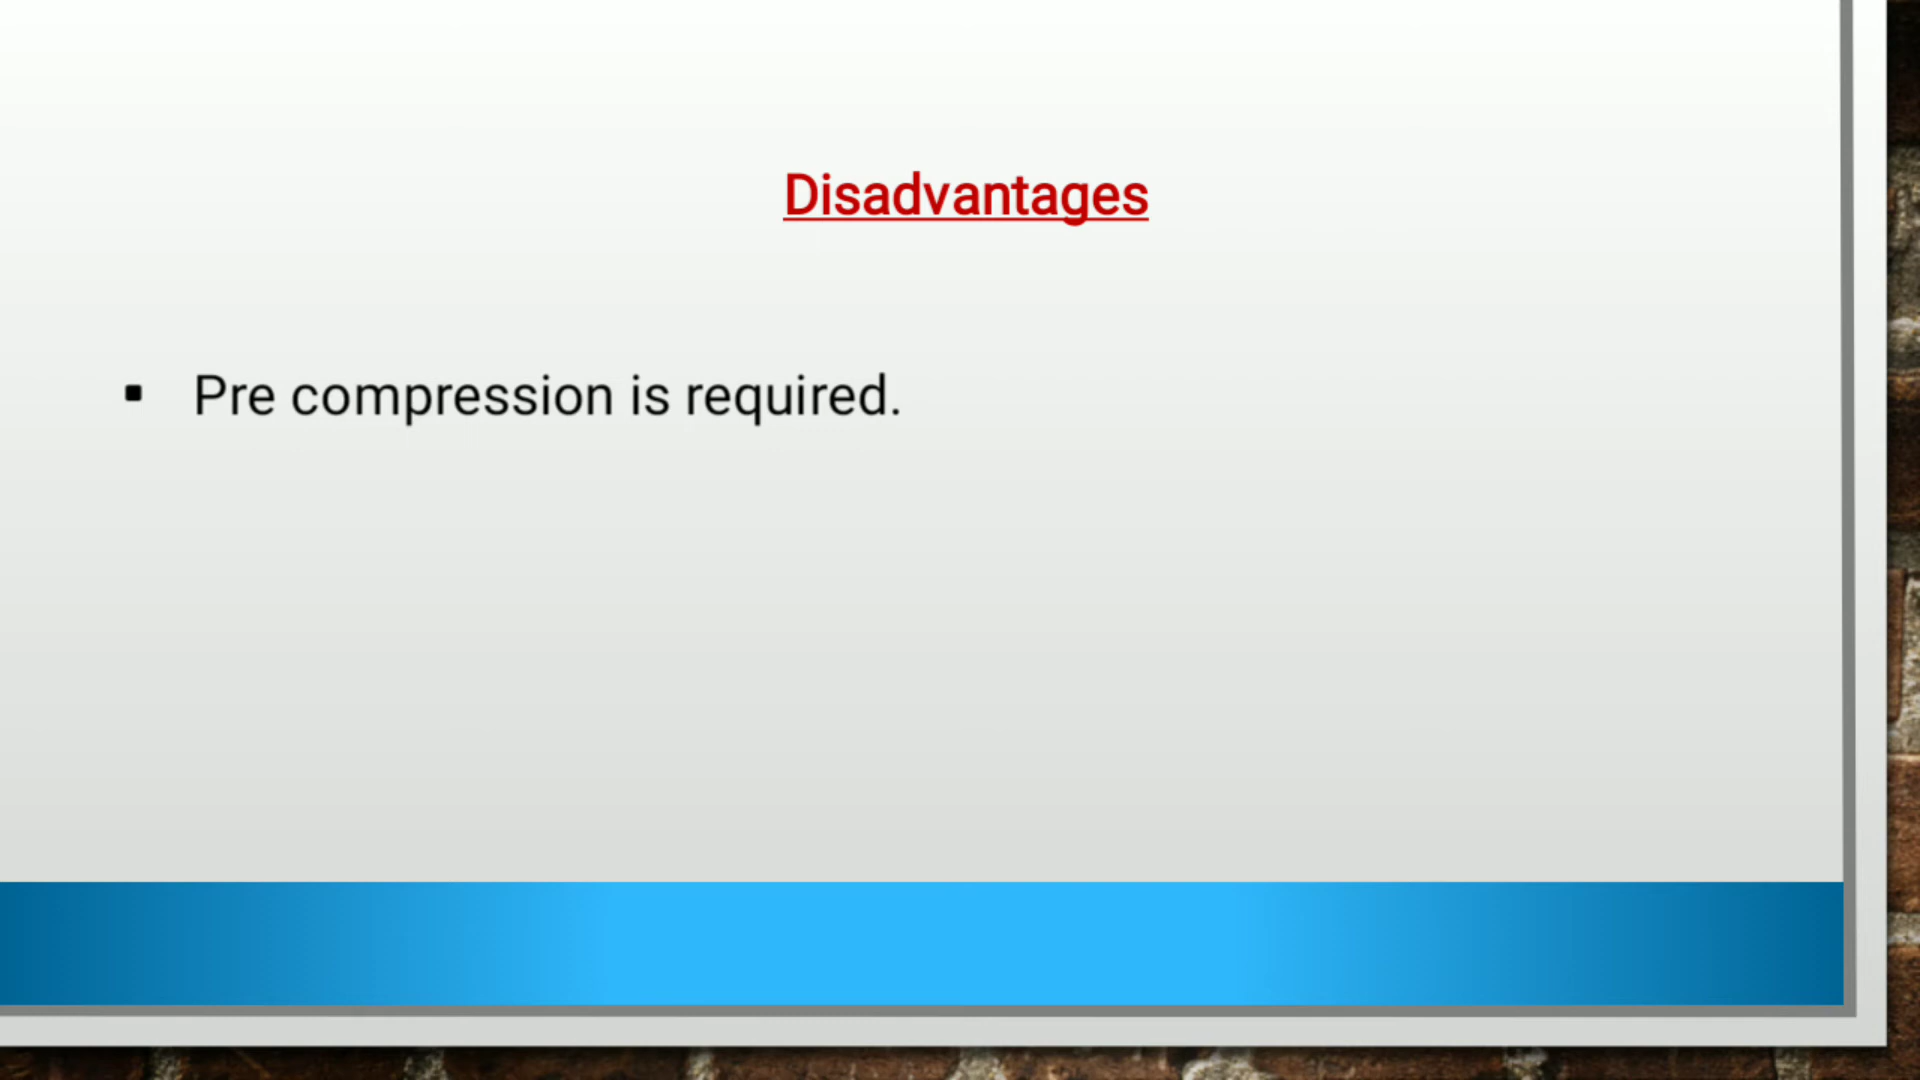 Disadvantages
▪ Pre compression is required.